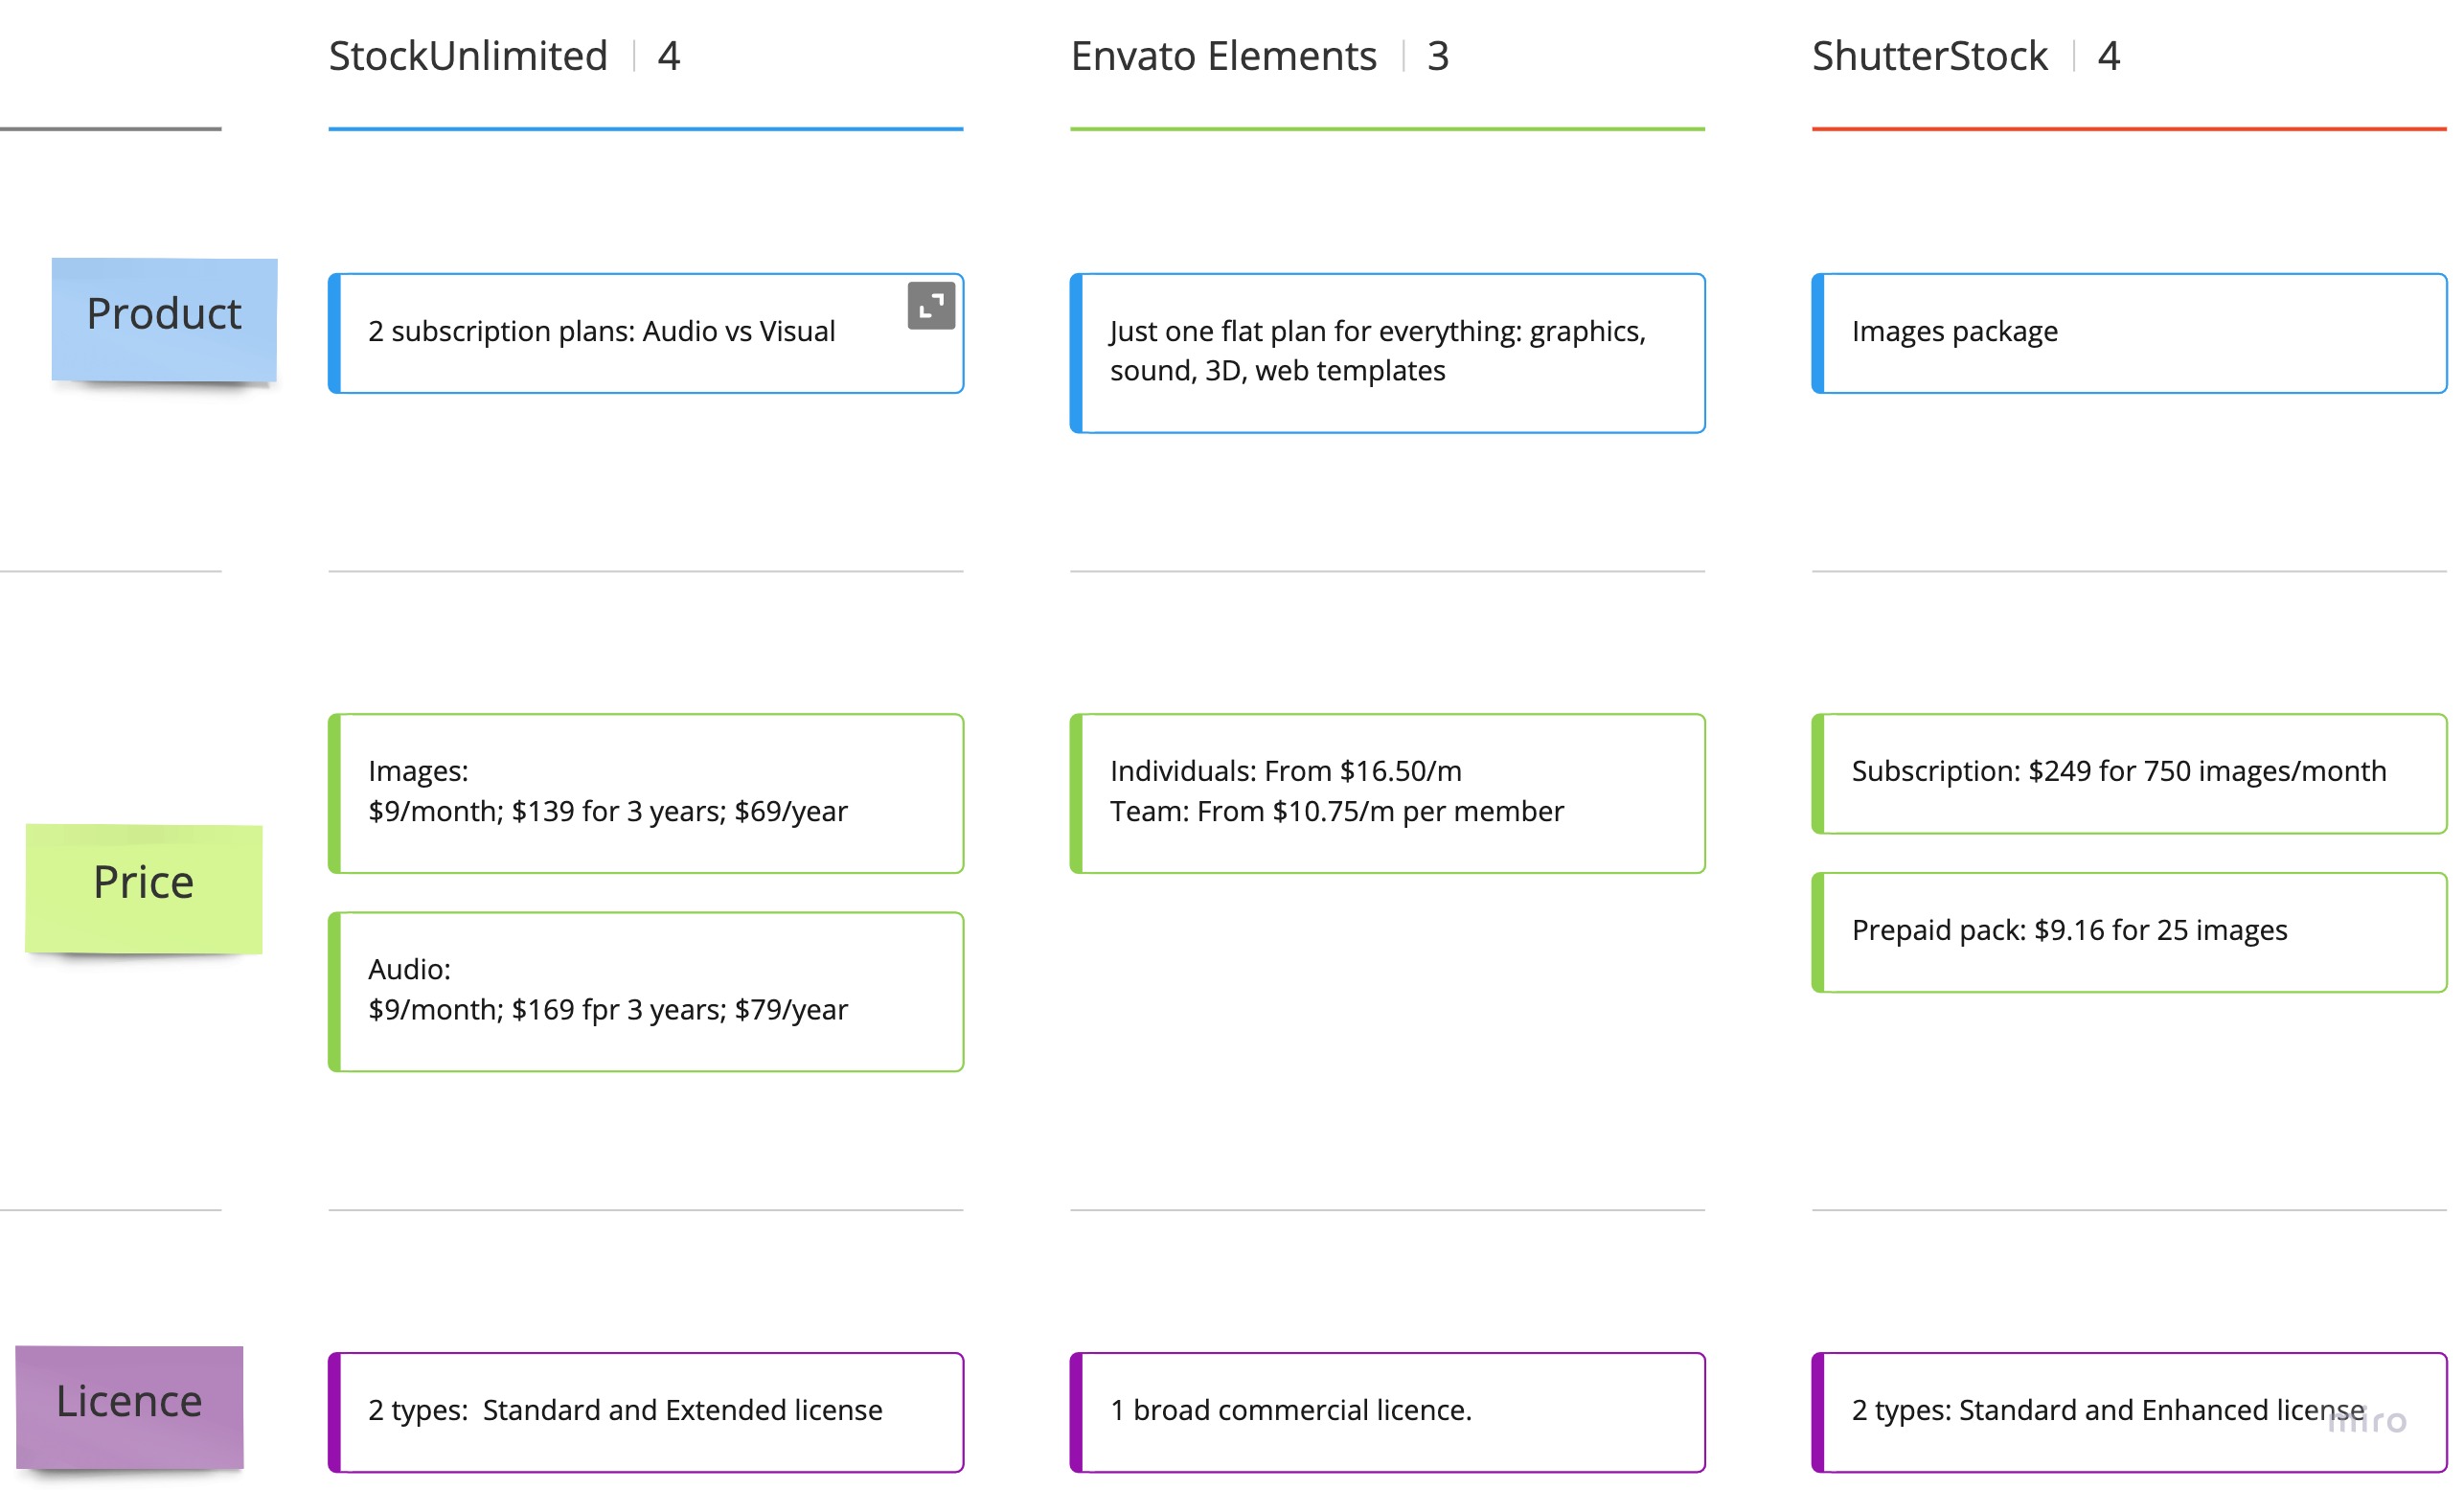 StockUnlimited 4
Envato Elements 3
ShutterStock 4
Product
2 subscription plans: Audio vs Visual
Just one flat plan for everything: graphics,
sound, 3D, web templates
Images package
Price
Images:
$9/month; $139 for 3 years; $69/year
Audio:
$9/month; $169 fpr 3 years; $79/year
Individuals: From $16.50/m
Team: From $10.75/m per member
Subscription: $249 for 750 images/month
Prepaid pack: $9.16 for 25 images
Licence
2 types:  Standard and Extended license
1 broad commercial licence.
2 types: Standard and Enhanced license
miro